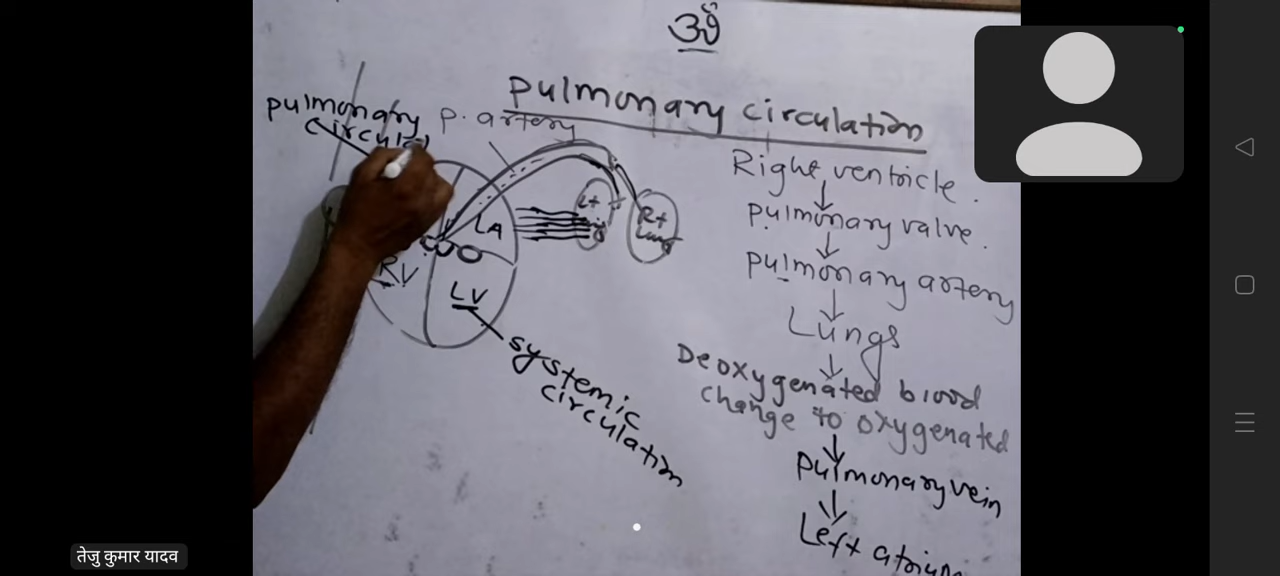 ॐ
pulmonary circulation
pulmonary
p. artery
Right ventricle.
pulmonary valve.
pulmonary artery
Lungs
Deoxygenated blood
change to oxygenated
pulmonary vein
Left
LA
Rt
Lung
RV
LV
systemic
circulation
तेजु कुमार यादव